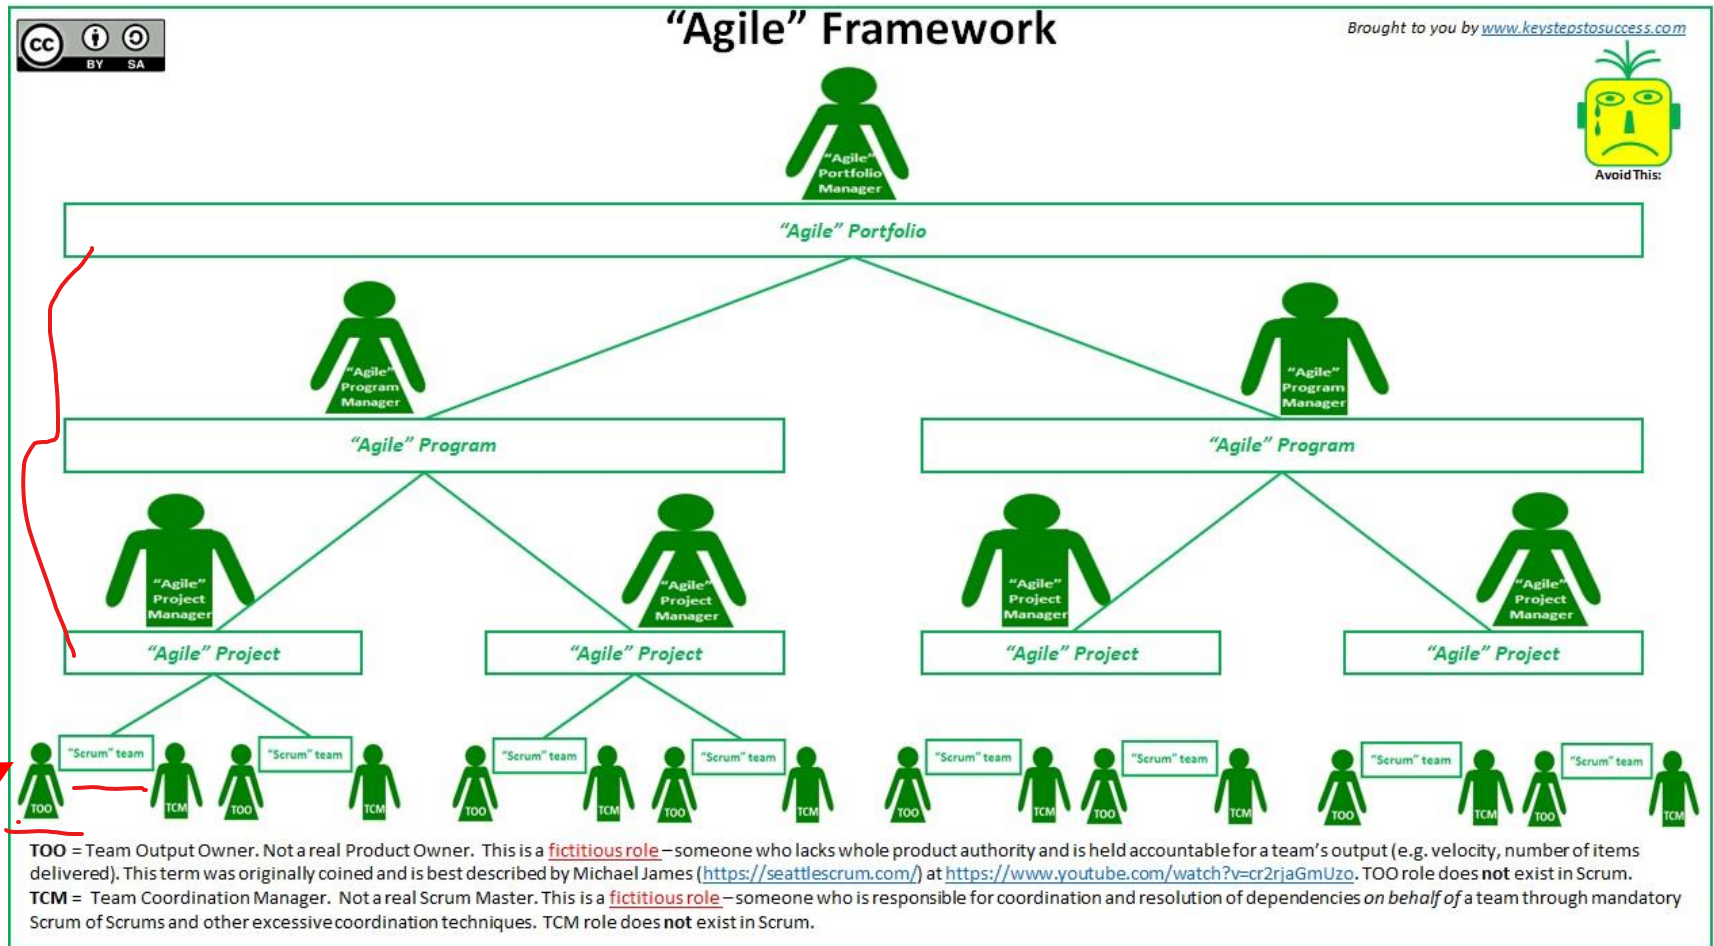 “Agile” Framework
Brought to you by www.keystepstosuccess.com
cc
BY SA
Avoid This:
“Agile”
Portfolio
Manager
“Agile” Portfolio
“Agile”
Program
Manager
“Agile”
Program
Manager
“Agile” Program
“Agile” Program
“Agile”
Project
Manager
“Agile”
Project
Manager
“Agile”
Project
Manager
“Agile”
Project
Manager
“Agile” Project
“Agile” Project
“Agile” Project
“Agile” Project
“Scrum” team
“Scrum” team
“Scrum” team
“Scrum” team
“Scrum” team
“Scrum” team
“Scrum” team
“Scrum” team
TOO
TCM
TOO
TCM
TOO
TCM
TOO
TCM
TOO
TCM
TOO
TCM
TOO
TCM
TOO
TCM
TOO = Team Output Owner. Not a real Product Owner. This is a fictitious role – someone who lacks whole product authority and is held accountable for a team’s output (e.g. velocity, number of items
delivered). This term was originally coined and is best described by Michael James (https://seattlescrum.com/) at https://www.youtube.com/watch?v=cr2rjaGmUzo. TOO role does not exist in Scrum.
TCM = Team Coordination Manager. Not a real Scrum Master. This is a fictitious role – someone who is responsible for coordination and resolution of dependencies on behalf of a team through mandatory
Scrum of Scrums and other excessive coordination techniques. TCM role does not exist in Scrum.